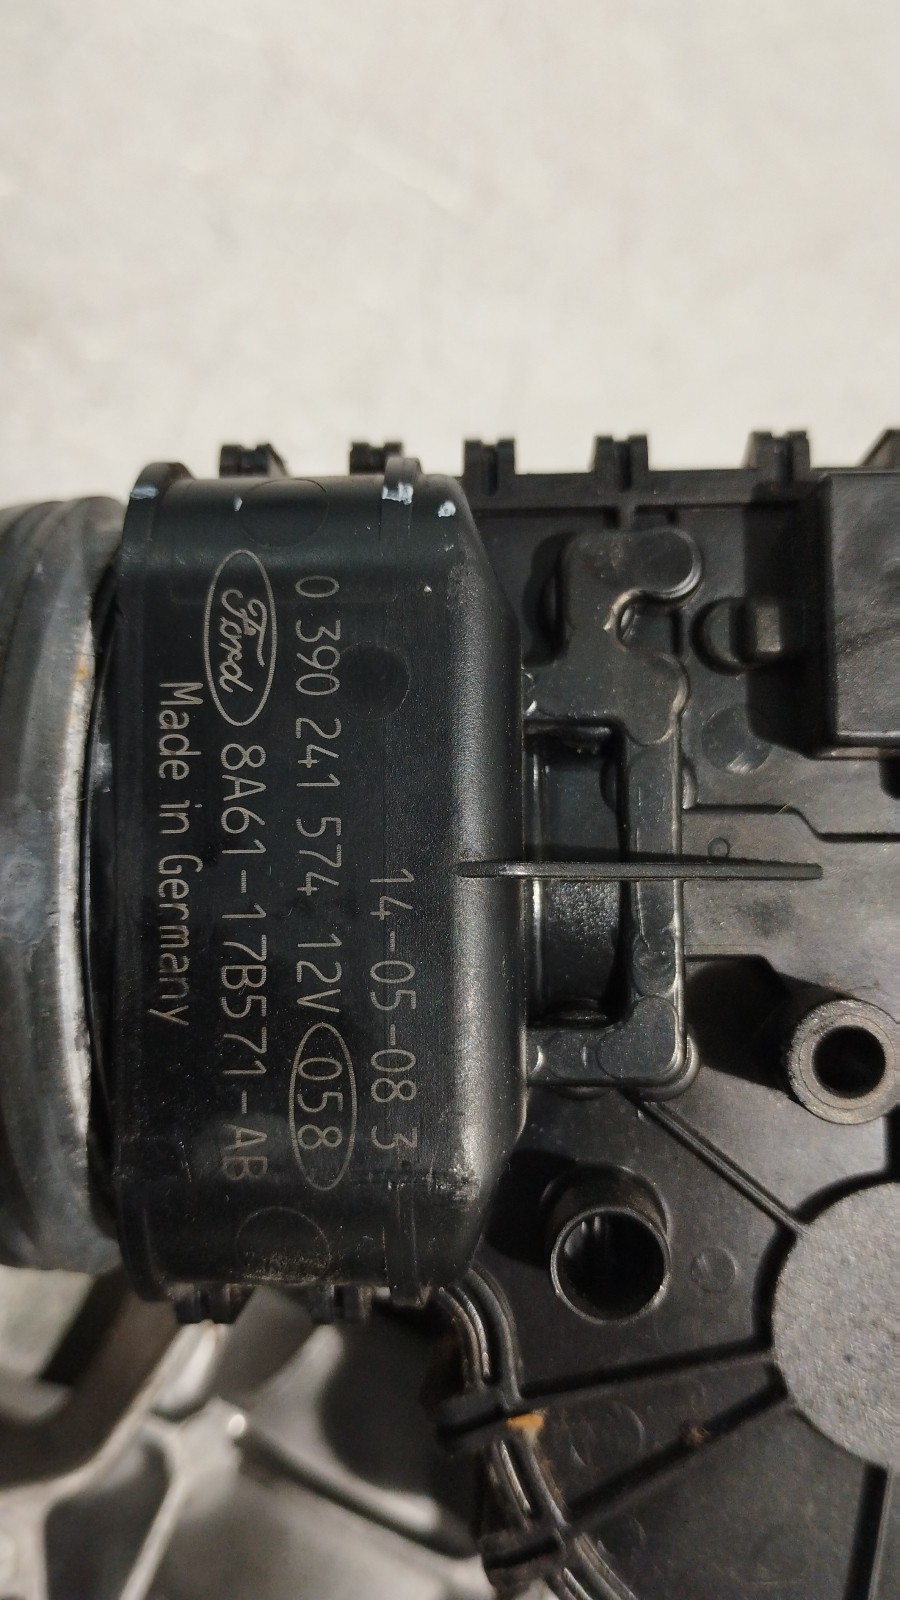 14-05-08 3
0 390 241 574 12V 058
Ford 8A61-17B571-AB
Made in Germany